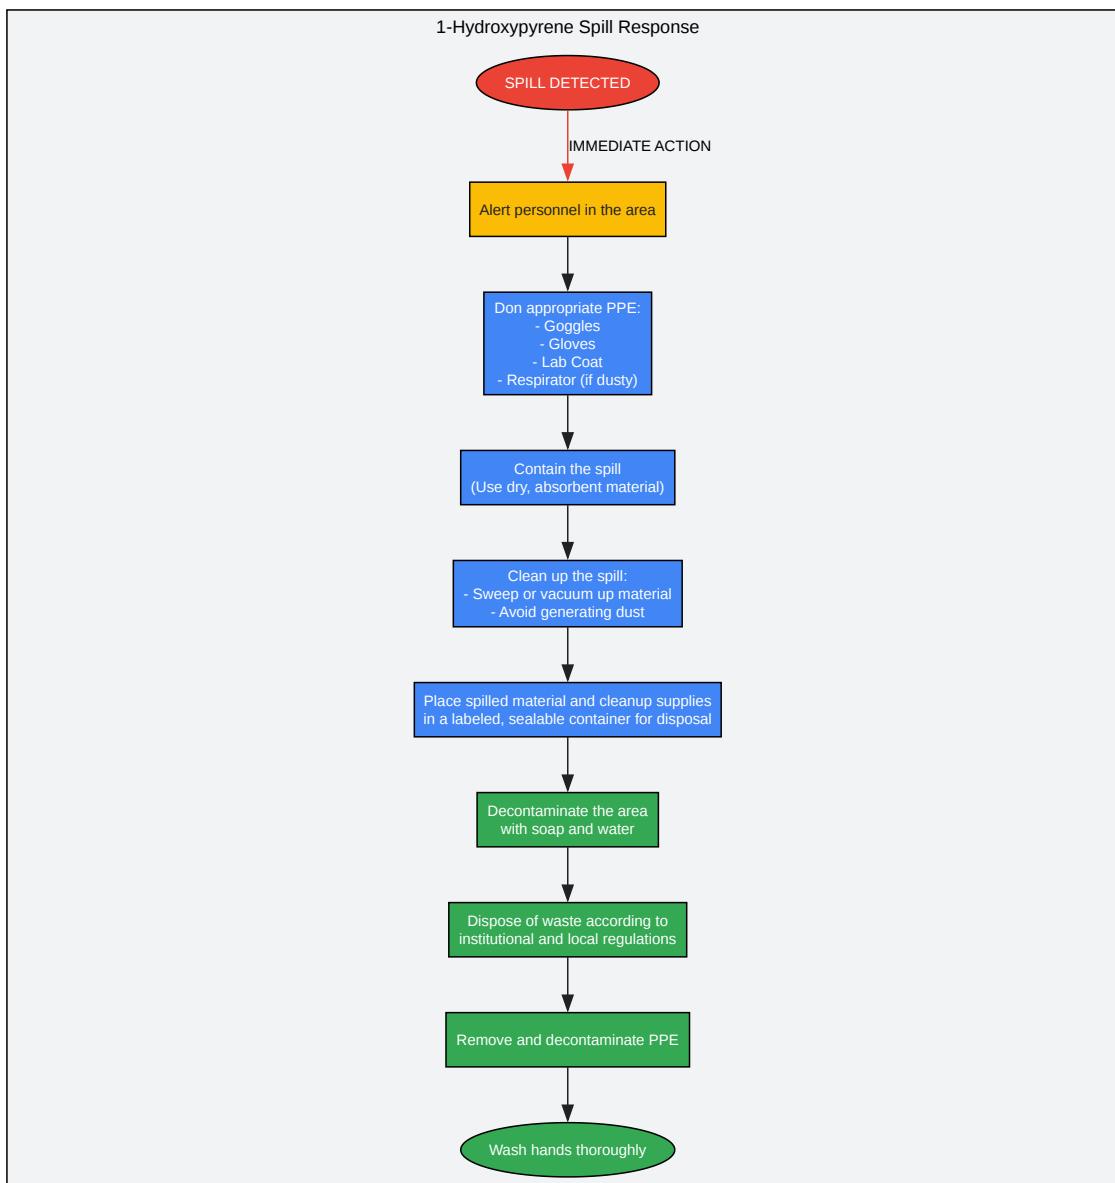 1-Hydroxypyrene Spill Response
SPILL DETECTED
IMMEDIATE ACTION
Alert personnel in the area
Don appropriate PPE:
- Goggles
- Gloves
- Lab Coat
- Respirator (if dusty)
Contain the spill
(Use dry, absorbent material)
Clean up the spill:
- Sweep or vacuum up material
- Avoid generating dust
Place spilled material and cleanup supplies
in a labeled, sealable container for disposal
Decontaminate the area
with soap and water
Dispose of waste according to
institutional and local regulations
Remove and decontaminate PPE
Wash hands thoroughly